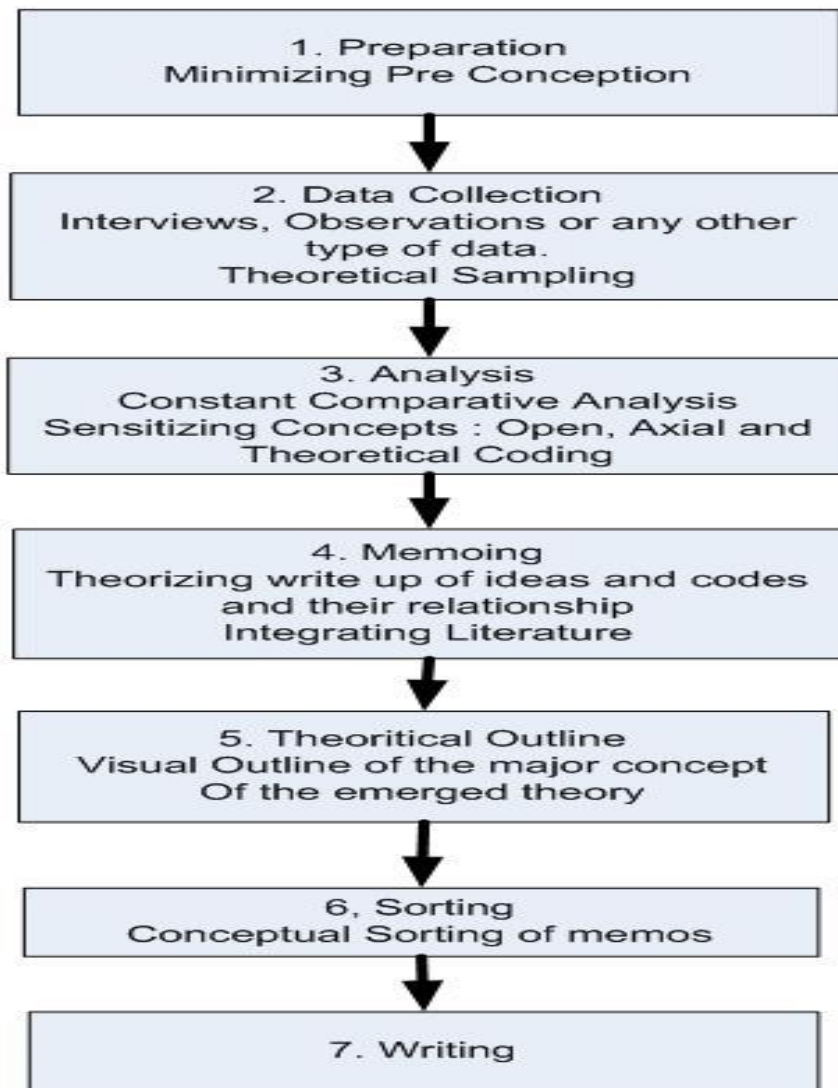 1. Preparation
Minimizing Pre Conception
2. Data Collection
Interviews, Observations or any other
type of data.
Theoretical Sampling
3. Analysis
Constant Comparative Analysis
Sensitizing Concepts : Open, Axial and
Theoretical Coding
4. Memoing
Theorizing write up of ideas and codes
and their relationship
Integrating Literature
5. Theoritical Outline
Visual Outline of the major concept
Of the emerged theory
6, Sorting
Conceptual Sorting of memos
7. Writing